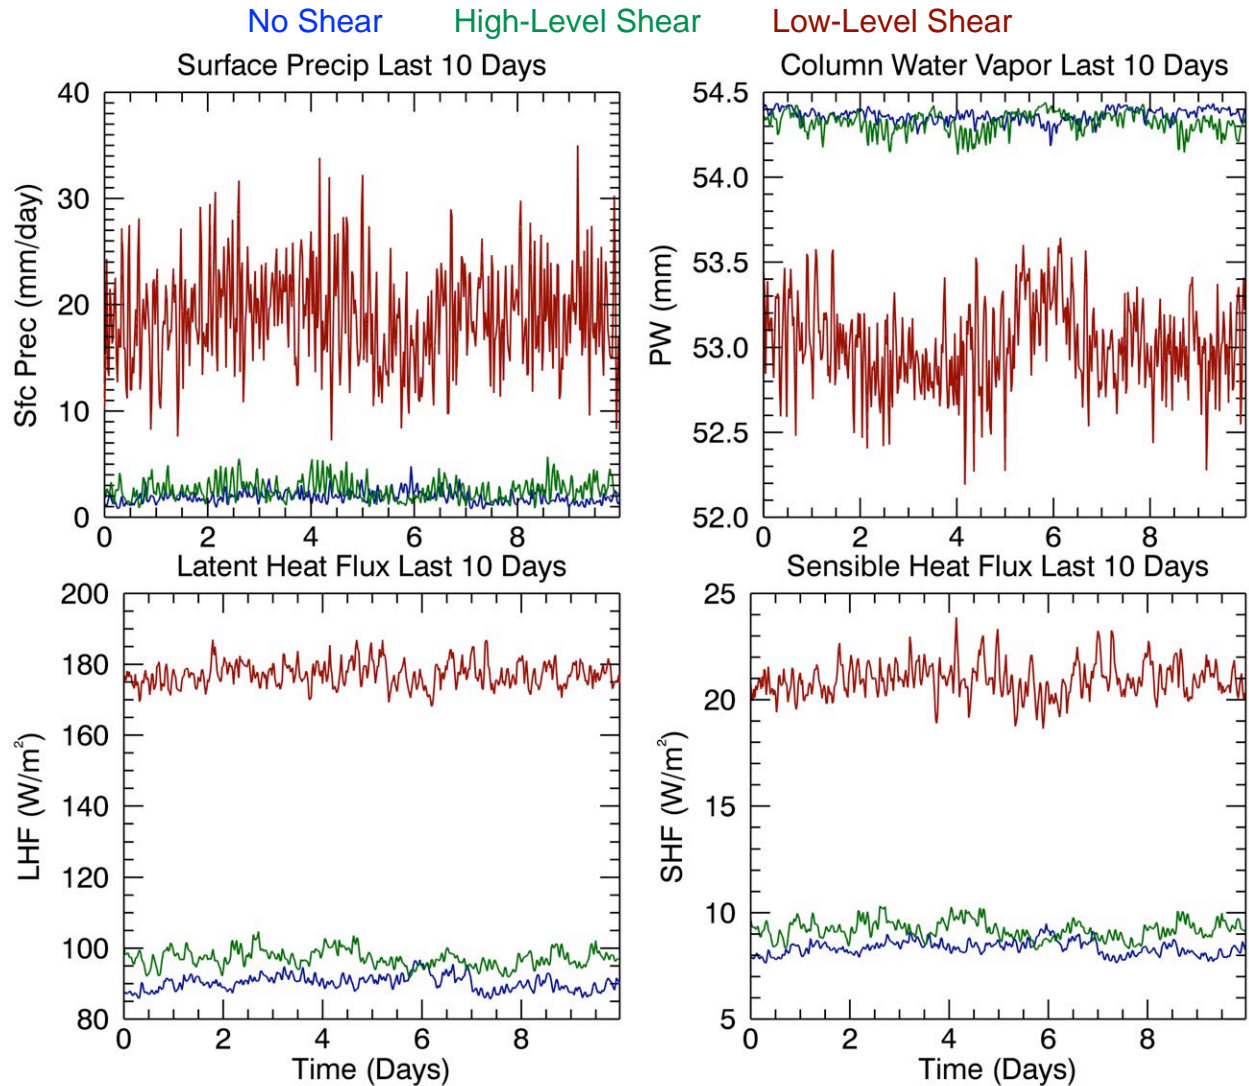 No Shear High-Level Shear Low-Level Shear
Surface Precip Last 10 Days
Sfc Prec (mm/day)
40
30
20
10
0
0 2 4 6 8
Column Water Vapor Last 10 Days
PW (mm)
54.5
54.0
53.5
53.0
52.5
52.0
0 2 4 6 8
Latent Heat Flux Last 10 Days
LHF (W/m²)
200
180
160
140
120
100
80
0 2 4 6 8
Time (Days)
Sensible Heat Flux Last 10 Days
SHF (W/m²)
25
20
15
10
5
0 2 4 6 8
Time (Days)